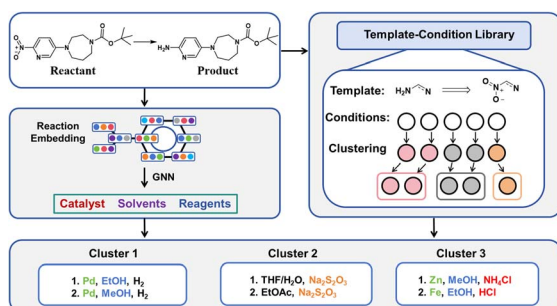 Reactant
Product
Template-Condition Library
Template:
Conditions:
Clustering
Reaction
Embedding
GNN
Catalyst Solvents Reagents
Cluster 1
1. Pd, EtOH, H₂
2. Pd, MeOH, H₂
Cluster 2
1. THF/H₂O, Na₂S₂O₃
2. EtOAc, Na₂S₂O₃
Cluster 3
1. Zn, MeOH, NH₄Cl
2. Fe, EtOH, HCl